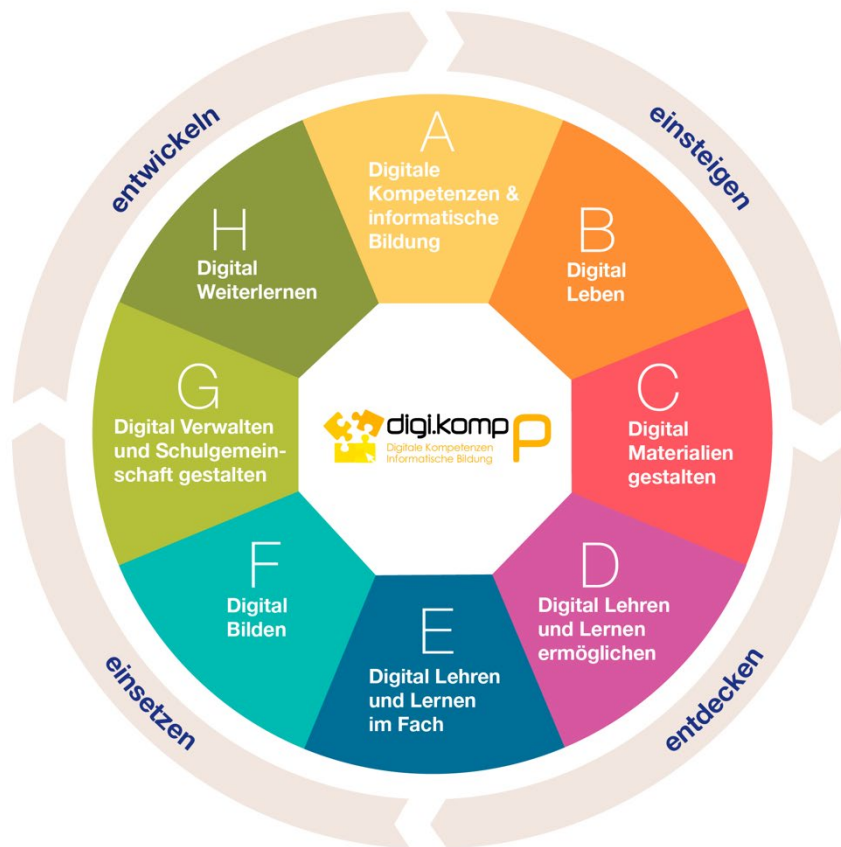 entwickeln
einsteigen
A
Digitale
Kompetenzen &
informatische
Bildung
B
Digital
Leben
C
Digital
Materialien
gestalten
D
Digital Lehren
und Lernen
ermöglichen
E
Digital Lehren
und Lernen
im Fach
F
Digital
Bilden
G
Digital Verwalten
und Schulgemein-
schaft gestalten
H
Digital
Weiterlernen
digi.komp P
Digitale Kompetenzen
Informatische Bildung
einsetzen
entdecken